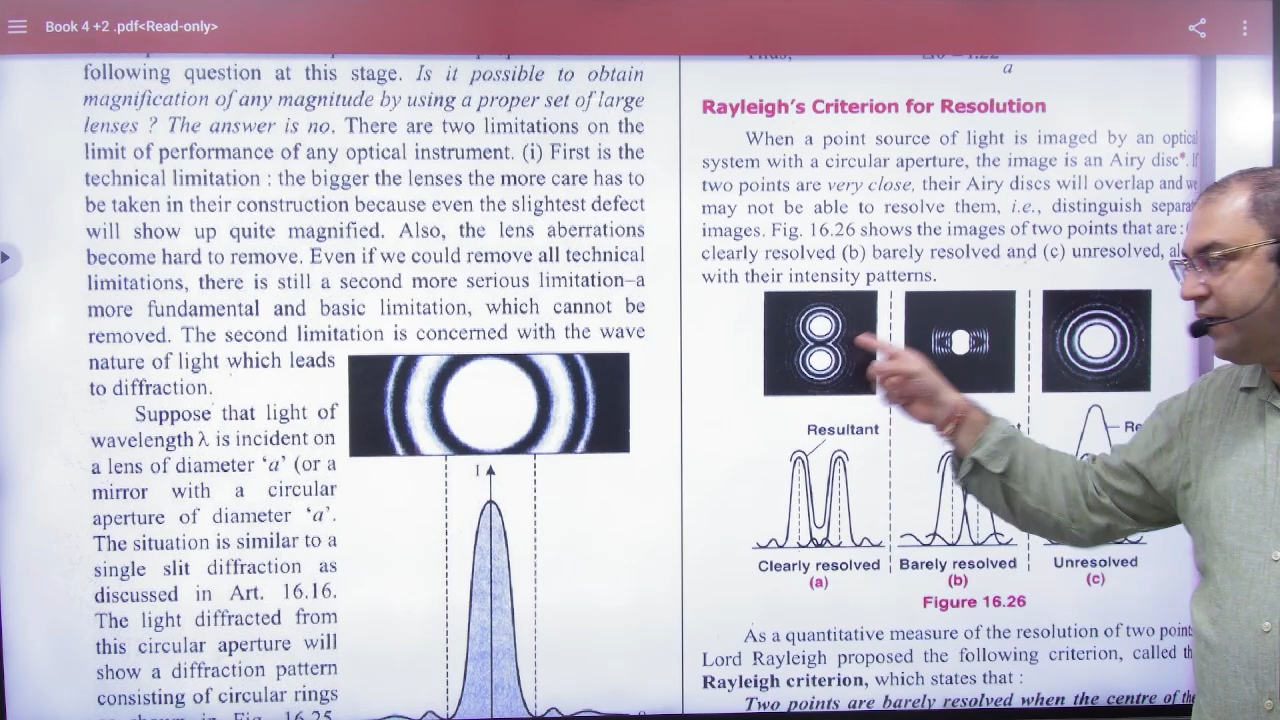 Book 4 +2 .pdf<Read-only>
following question at this stage. Is it possible to obtain
magnification of any magnitude by using a proper set of large
lenses ? The answer is no. There are two limitations on the
limit of performance of any optical instrument. (i) First is the
technical limitation : the bigger the lenses the more care has to
be taken in their construction because even the slightest defect
will show up quite magnified. Also, the lens aberrations
become hard to remove. Even if we could remove all technical
limitations, there is still a second more serious limitation–a
more fundamental and basic limitation, which cannot be
removed. The second limitation is concerned with the wave
nature of light which leads
to diffraction.
Suppose that light of
wavelength λ is incident on
a lens of diameter ‘a’ (or a
mirror with a circular
aperture of diameter ‘a’.
The situation is similar to a
single slit diffraction as
discussed in Art. 16.16.
The light diffracted from
this circular aperture will
show a diffraction pattern
consisting of circular rings
as shown in Fig. 16.25
I
a
Rayleigh’s Criterion for Resolution
When a point source of light is imaged by an optical
system with a circular aperture, the image is an Airy disc*. If
two points are very close, their Airy discs will overlap and we
may not be able to resolve them, i.e., distinguish
images. Fig. 16.26 shows the images of two points that are :
clearly resolved (b) barely resolved and (c) unresolved,
with their intensity patterns.
Resultant
Clearly resolved
(a)
Barely resolved
(b)
Unresolved
(c)
Figure 16.26
As a quantitative measure of the resolution of two
Lord Rayleigh proposed the following criterion, called
Rayleigh criterion, which states that :
Two points are barely resolved when the centre of the